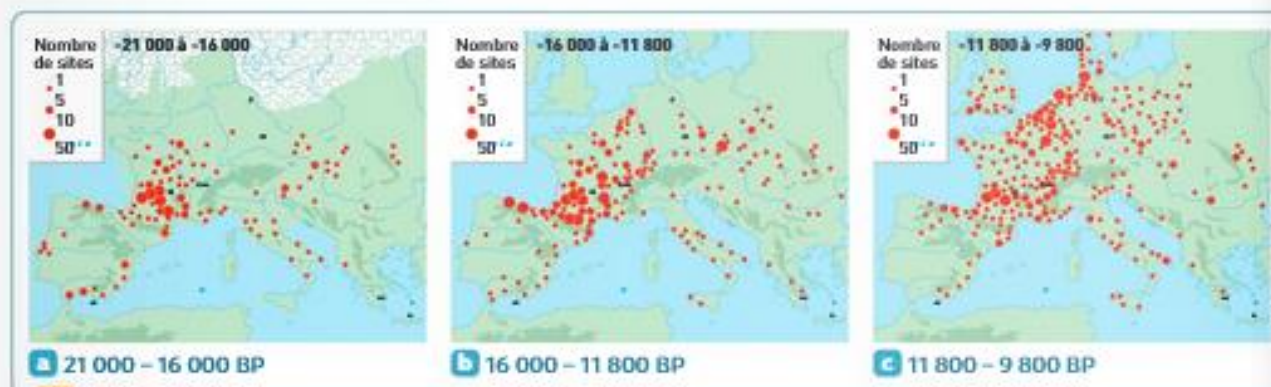 Nombre de sites
-21 000 à -16 000
1
5
10
50
a 21 000 – 16 000 BP
Nombre de sites
-16 000 à -11 800
1
5
10
50
b 16 000 – 11 800 BP
Nombre de sites
-11 800 à -9 800
1
5
10
50
c 11 800 – 9 800 BP